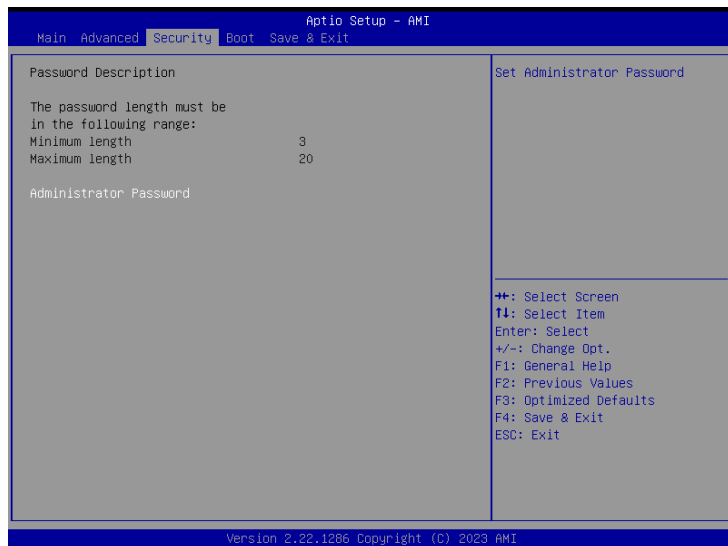 Aptio Setup - AMI
Main Advanced Security Boot Save & Exit
Password Description
The password length must be
in the following range:
Minimum length 3
Maximum length 20
Administrator Password
Set Administrator Password
→←: Select Screen
↑↓: Select Item
Enter: Select
+/-: Change Opt.
F1: General Help
F2: Previous Values
F3: Optimized Defaults
F4: Save & Exit
ESC: Exit
Version 2.22.1286 Copyright (C) 2023 AMI